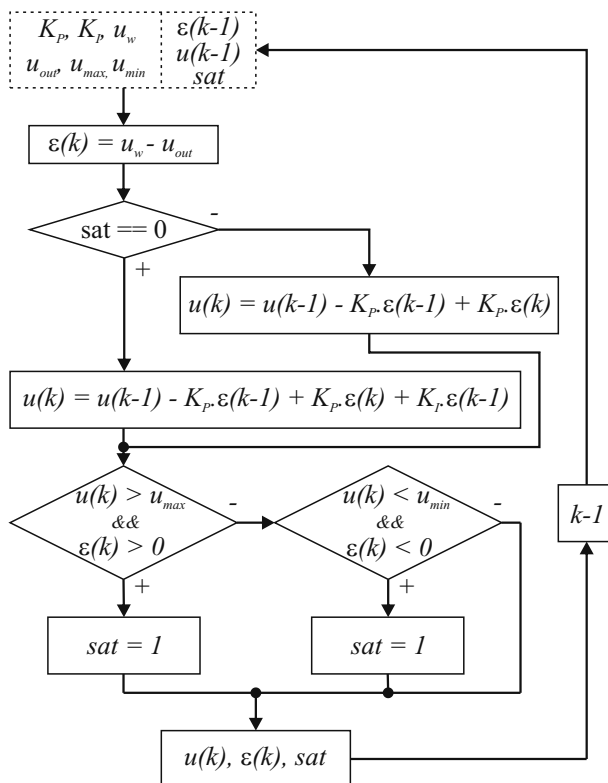 K_P, K_I, u_w
u_out, u_max, u_min
ε(k-1)
u(k-1)
sat
ε(k) = u_w - u_out
sat == 0
-
+
u(k) = u(k-1) - K_P.ε(k-1) + K_P.ε(k)
u(k) = u(k-1) - K_P.ε(k-1) + K_P.ε(k) + K_I.ε(k-1)
u(k) > u_max
&&
ε(k) > 0
-
+
u(k) < u_min
&&
ε(k) < 0
-
+
k-1
sat = 1
sat = 1
u(k), ε(k), sat